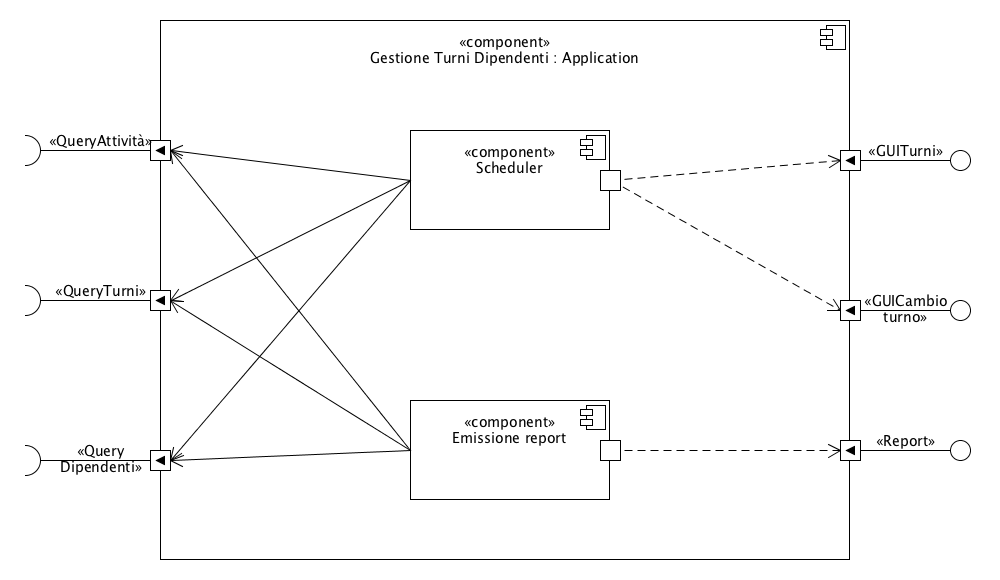 «component»
Gestione Turni Dipendenti : Application
«QueryAttività»
«component»
Scheduler
«GUITurni»
«QueryTurni»
«GUICambio
turno»
«component»
Emissione report
«Query
Dipendenti»
«Report»